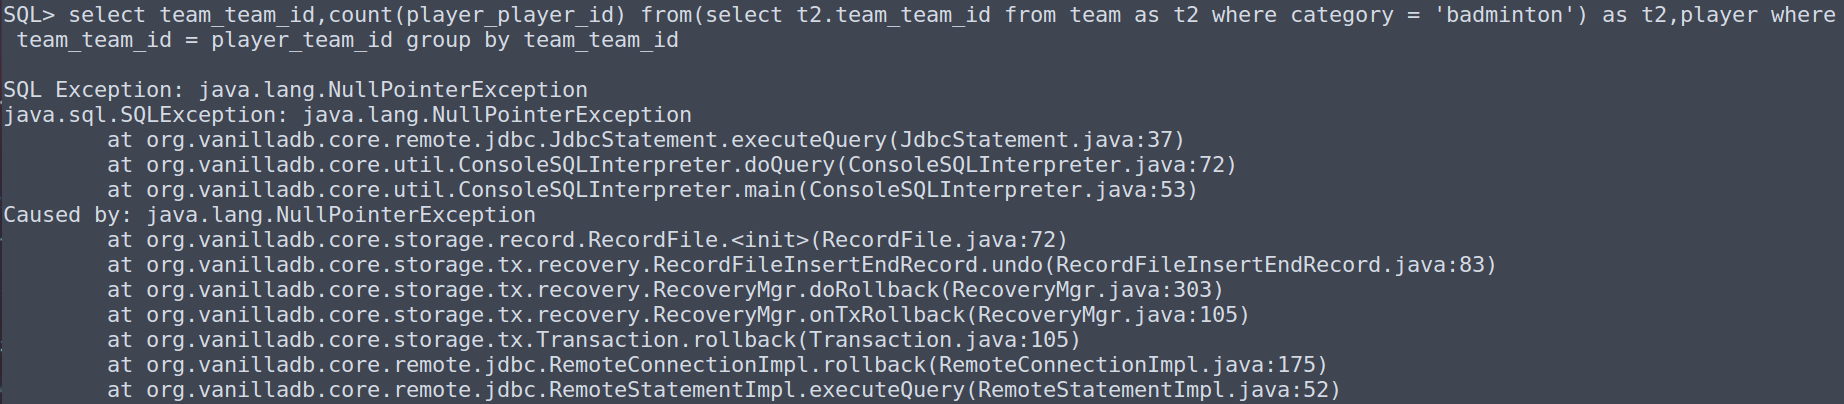 SQL> select team_team_id,count(player_player_id) from(select t2.team_team_id from team as t2 where category = 'badminton') as t2,player where
team_team_id = player_team_id group by team_team_id
SQL Exception: java.lang.NullPointerException
java.sql.SQLException: java.lang.NullPointerException
at org.vanilladb.core.remote.jdbc.JdbcStatement.executeQuery(JdbcStatement.java:37)
at org.vanilladb.core.util.ConsoleSQLInterpreter.doQuery(ConsoleSQLInterpreter.java:72)
at org.vanilladb.core.util.ConsoleSQLInterpreter.main(ConsoleSQLInterpreter.java:53)
Caused by: java.lang.NullPointerException
at org.vanilladb.core.storage.record.RecordFile.<init>(RecordFile.java:72)
at org.vanilladb.core.storage.tx.recovery.RecordFileInsertEndRecord.undo(RecordFileInsertEndRecord.java:83)
at org.vanilladb.core.storage.tx.recovery.RecoveryMgr.doRollback(RecoveryMgr.java:303)
at org.vanilladb.core.storage.tx.recovery.RecoveryMgr.onTxRollback(RecoveryMgr.java:105)
at org.vanilladb.core.storage.tx.Transaction.rollback(Transaction.java:105)
at org.vanilladb.core.remote.jdbc.RemoteConnectionImpl.rollback(RemoteConnectionImpl.java:175)
at org.vanilladb.core.remote.jdbc.RemoteStatementImpl.executeQuery(RemoteStatementImpl.java:52)